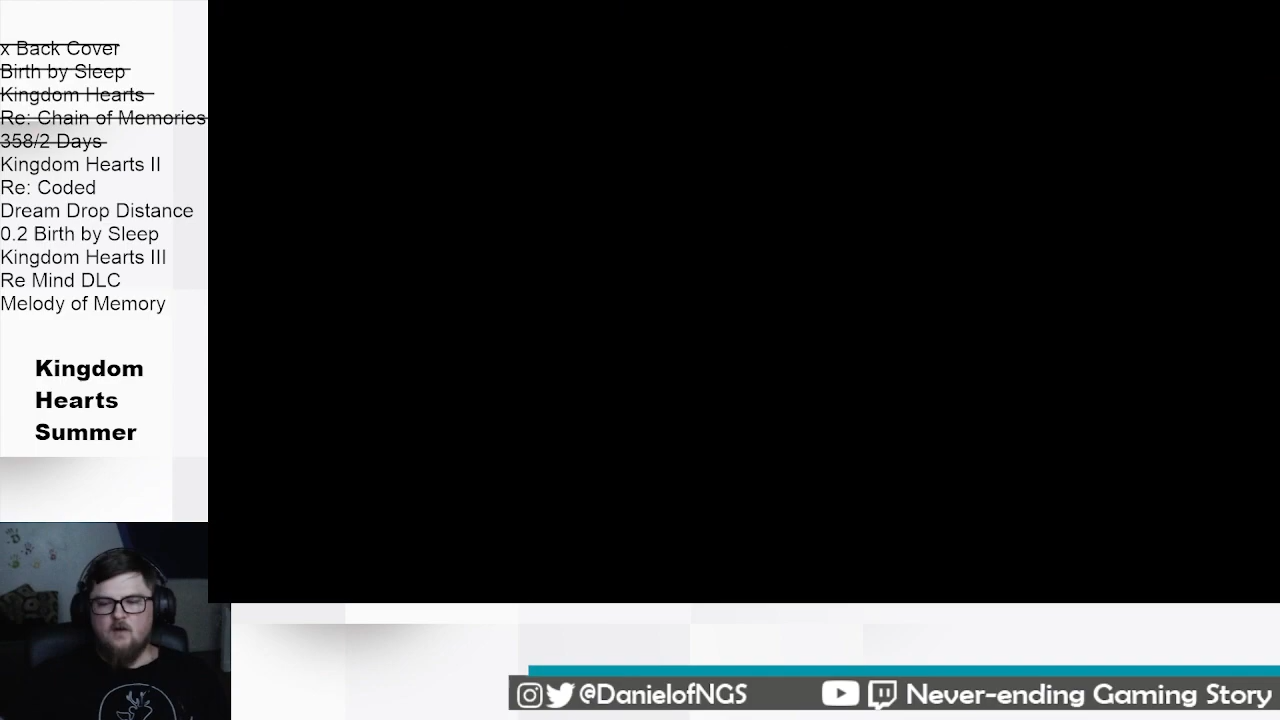 x Back Cover
Birth by Sleep
Kingdom Hearts
Re: Chain of Memories
358/2 Days
Kingdom Hearts II
Re: Coded
Dream Drop Distance
0.2 Birth by Sleep
Kingdom Hearts III
Re Mind DLC
Melody of Memory
Kingdom
Hearts
Summer
@DanielofNGS Never-ending Gaming Story